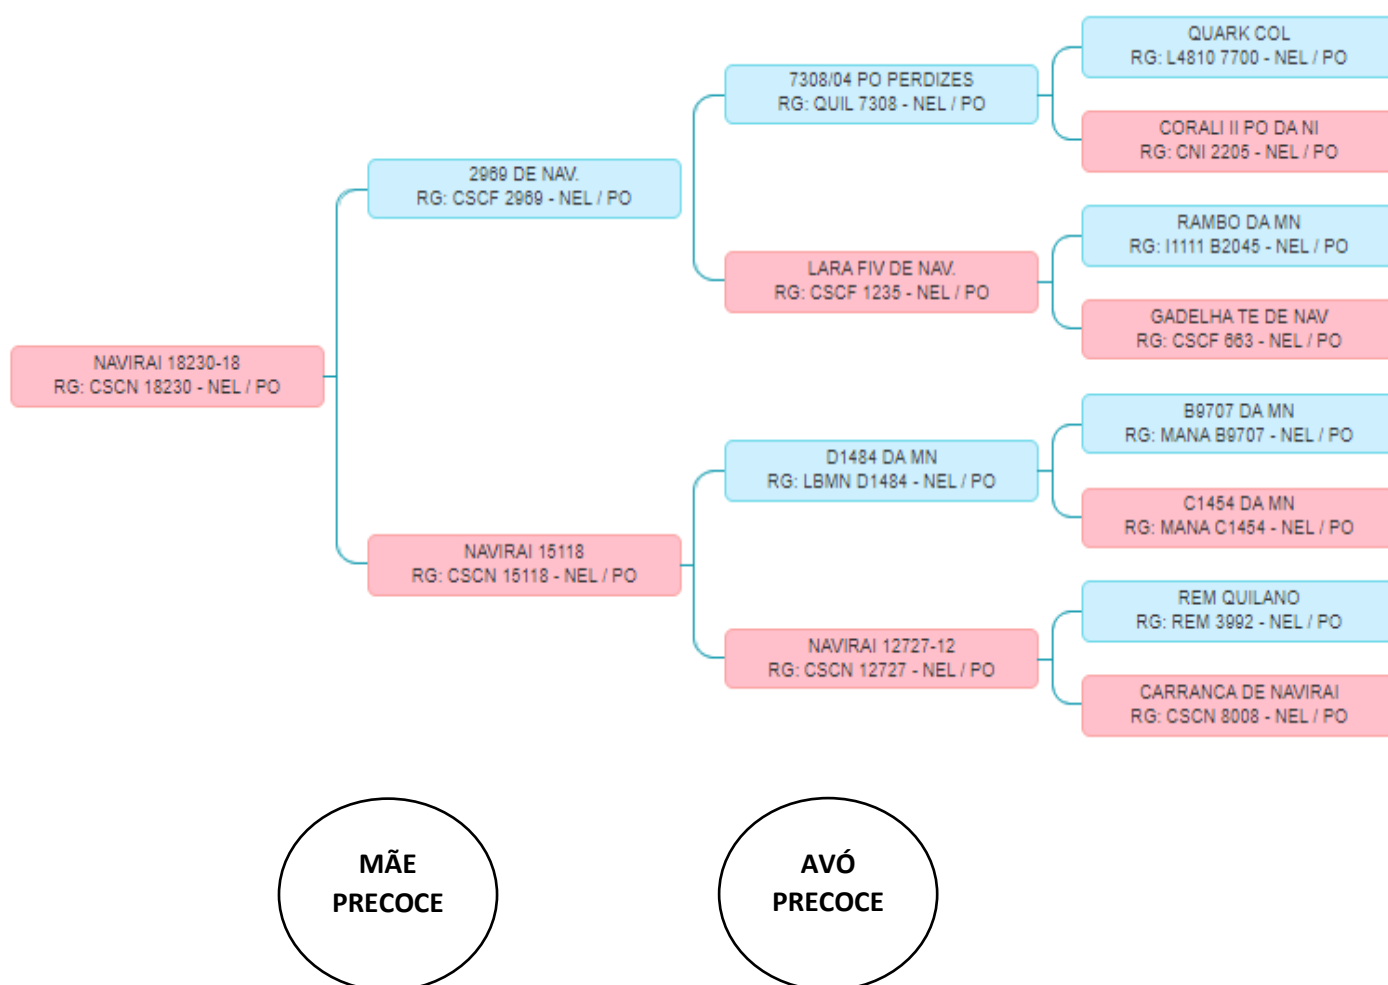 QUARK COL
RG: L4810 7700 - NEL / PO
7308/04 PO PERDIZES
RG: QUIL 7308 - NEL / PO
CORALI II PO DA NI
RG: CNI 2205 - NEL / PO
2969 DE NAV.
RG: CSCF 2969 - NEL / PO
RAMBO DA MN
RG: I1111 B2045 - NEL / PO
LARA FIV DE NAV.
RG: CSCF 1235 - NEL / PO
GADELHA TE DE NAV
RG: CSCF 663 - NEL / PO
NAVIRAI 18230-18
RG: CSCN 18230 - NEL / PO
B9707 DA MN
RG: MANA B9707 - NEL / PO
D1484 DA MN
RG: LBMN D1484 - NEL / PO
C1454 DA MN
RG: MANA C1454 - NEL / PO
NAVIRAI 15118
RG: CSCN 15118 - NEL / PO
REM QUILANO
RG: REM 3992 - NEL / PO
NAVIRAI 12727-12
RG: CSCN 12727 - NEL / PO
CARRANCA DE NAVIRAI
RG: CSCN 8008 - NEL / PO
MÃE
PRECOCE
AVÓ
PRECOCE